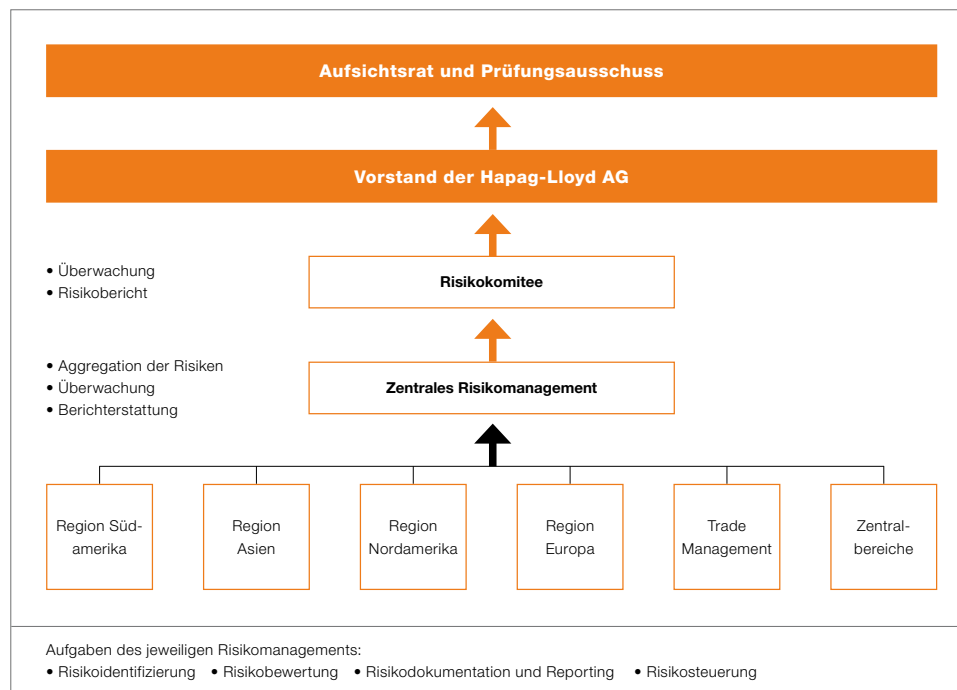 Aufsichtsrat und Prüfungsausschuss
Vorstand der Hapag-Lloyd AG
• Überwachung
• Risikobericht
Risikokomitee
• Aggregation der Risiken
• Überwachung
• Berichterstattung
Zentrales Risikomanagement
Region Süd-
amerika
Region
Asien
Region
Nordamerika
Region
Europa
Trade
Management
Zentral-
bereiche
Aufgaben des jeweiligen Risikomanagements:
• Risikoidentifizierung • Risikobewertung • Risikodokumentation und Reporting • Risikosteuerung